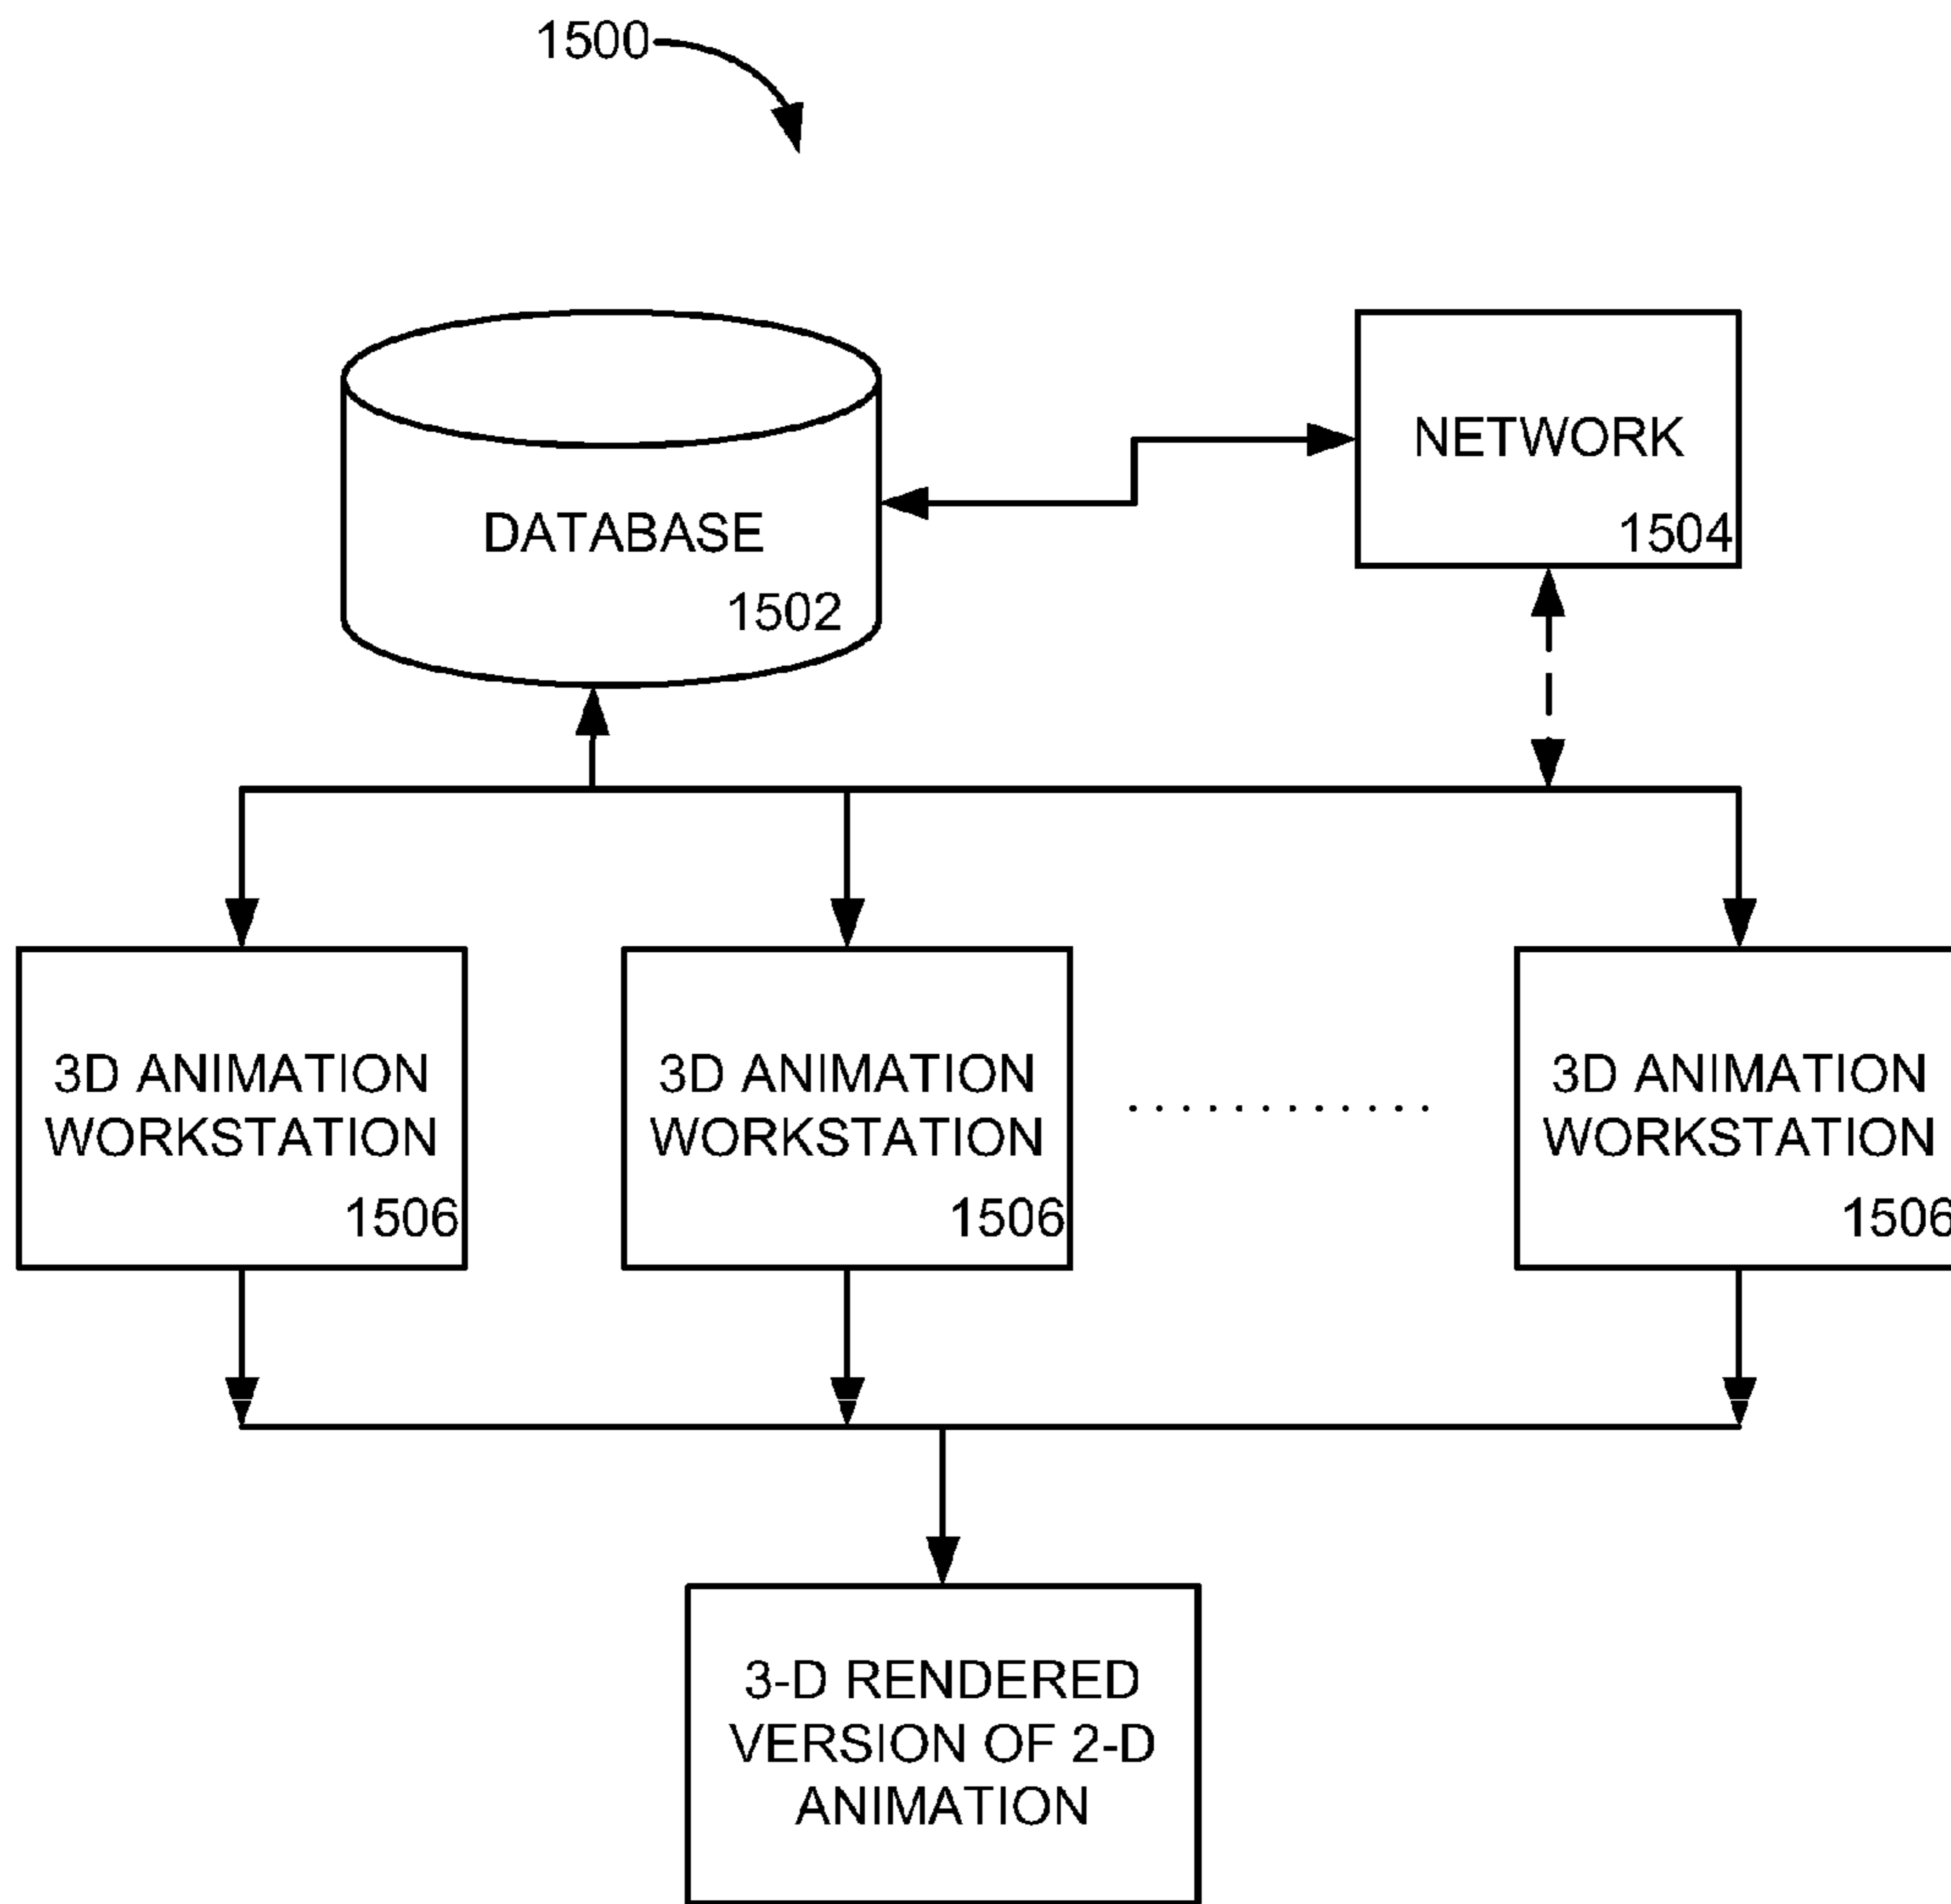 1500
NETWORK
1504
DATABASE
1502
3D ANIMATION
WORKSTATION
1506
3D ANIMATION
WORKSTATION
1506
3D ANIMATION
WORKSTATION
1506
3-D RENDERED
VERSION OF 2-D
ANIMATION